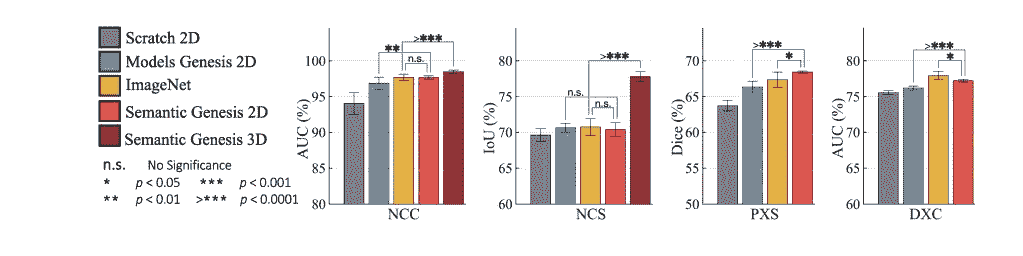 Scratch 2D
Models Genesis 2D
ImageNet
Semantic Genesis 2D
Semantic Genesis 3D
n.s. No Significance
* p < 0.05 *** p < 0.001
** p < 0.01 >*** p < 0.0001
AUC (%)
100
95
90
85
80
** >***
n.s.
NCC
IoU (%)
80
75
70
65
60
>***
n.s. n.s.
NCS
Dice (%)
70
65
60
55
50
>***
*
PXS
AUC (%)
80
75
70
65
60
>***
*
DXC